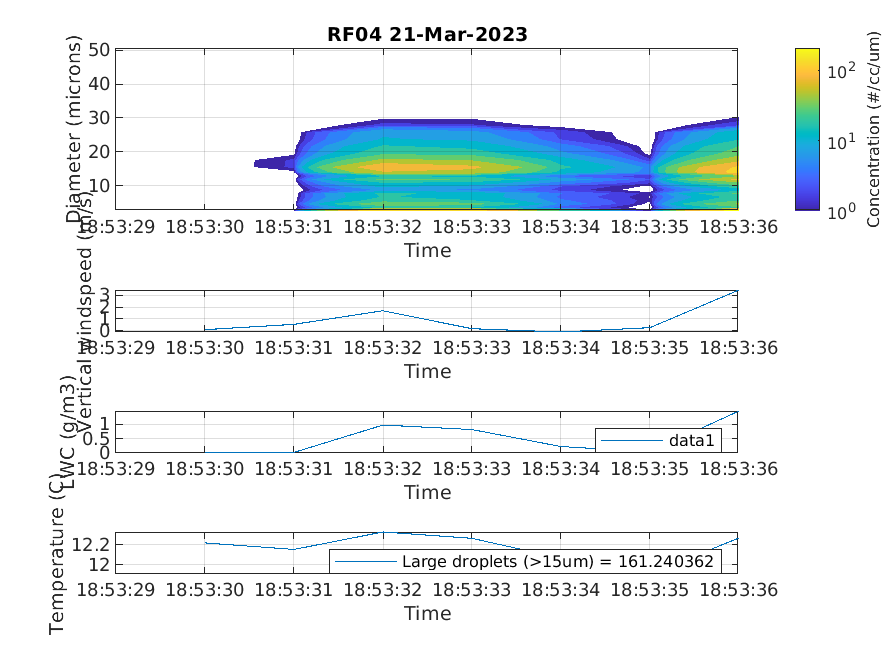 RF04 21-Mar-2023
Diameter (microns)
50
40
30
20
10
18:53:29 18:53:30 18:53:31 18:53:32 18:53:33 18:53:34 18:53:35 18:53:36
Time
10^2
10^1
10^0
Concentration (#/cc/um)
Vertical windspeed (m/s)
3
2
1
0
18:53:29 18:53:30 18:53:31 18:53:32 18:53:33 18:53:34 18:53:35 18:53:36
Time
LWC (g/m3)
1
0.5
0
data1
18:53:29 18:53:30 18:53:31 18:53:32 18:53:33 18:53:34 18:53:35 18:53:36
Time
Temperature (C)
12.2
12
Large droplets (>15um) = 161.240362
18:53:29 18:53:30 18:53:31 18:53:32 18:53:33 18:53:34 18:53:35 18:53:36
Time